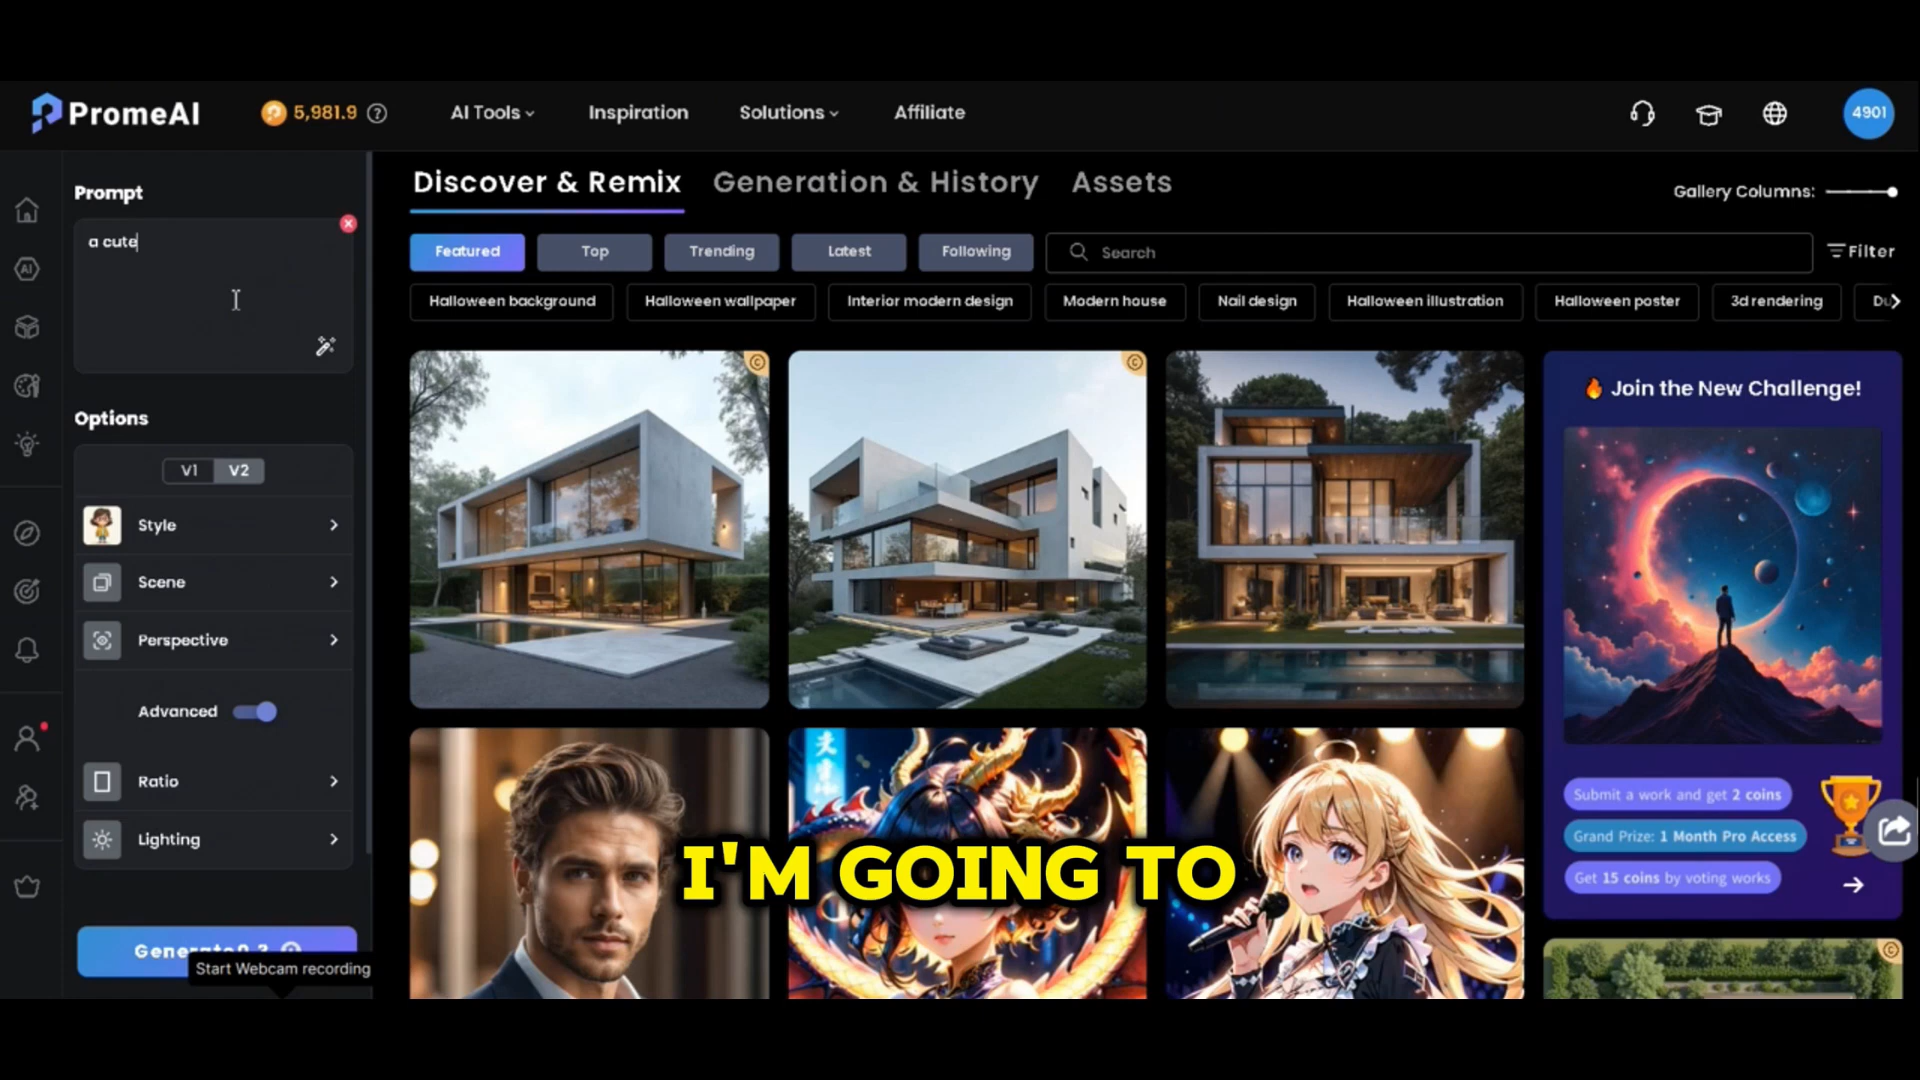 PromeAI
5,981.9
AI Tools
Inspiration
Solutions
Affiliate
4901
Prompt
a cute
Options
V1 V2
Style
Scene
Perspective
Advanced
Ratio
Lighting
Start Webcam recording
Discover & Remix
Generation & History
Assets
Gallery Columns:
Featured
Top
Trending
Latest
Following
Search
Filter
Halloween background
Halloween wallpaper
Interior modern design
Modern house
Nail design
Halloween illustration
Halloween poster
3d rendering
Join the New Challenge!
Submit a work and get 2 coins
Grand Prize: 1 Month Pro Access
Get 15 coins by voting works
I'M GOING TO